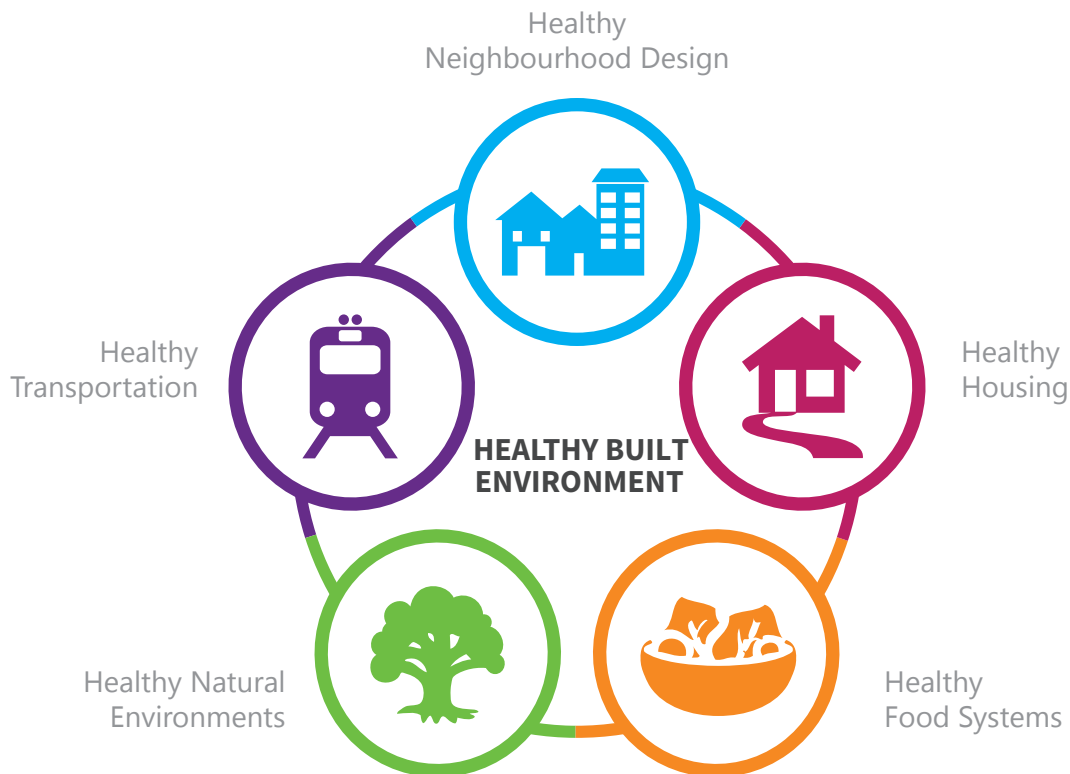 Healthy
Neighbourhood Design
Healthy
Transportation
Healthy
Housing
HEALTHY BUILT
ENVIRONMENT
Healthy Natural
Environments
Healthy
Food Systems